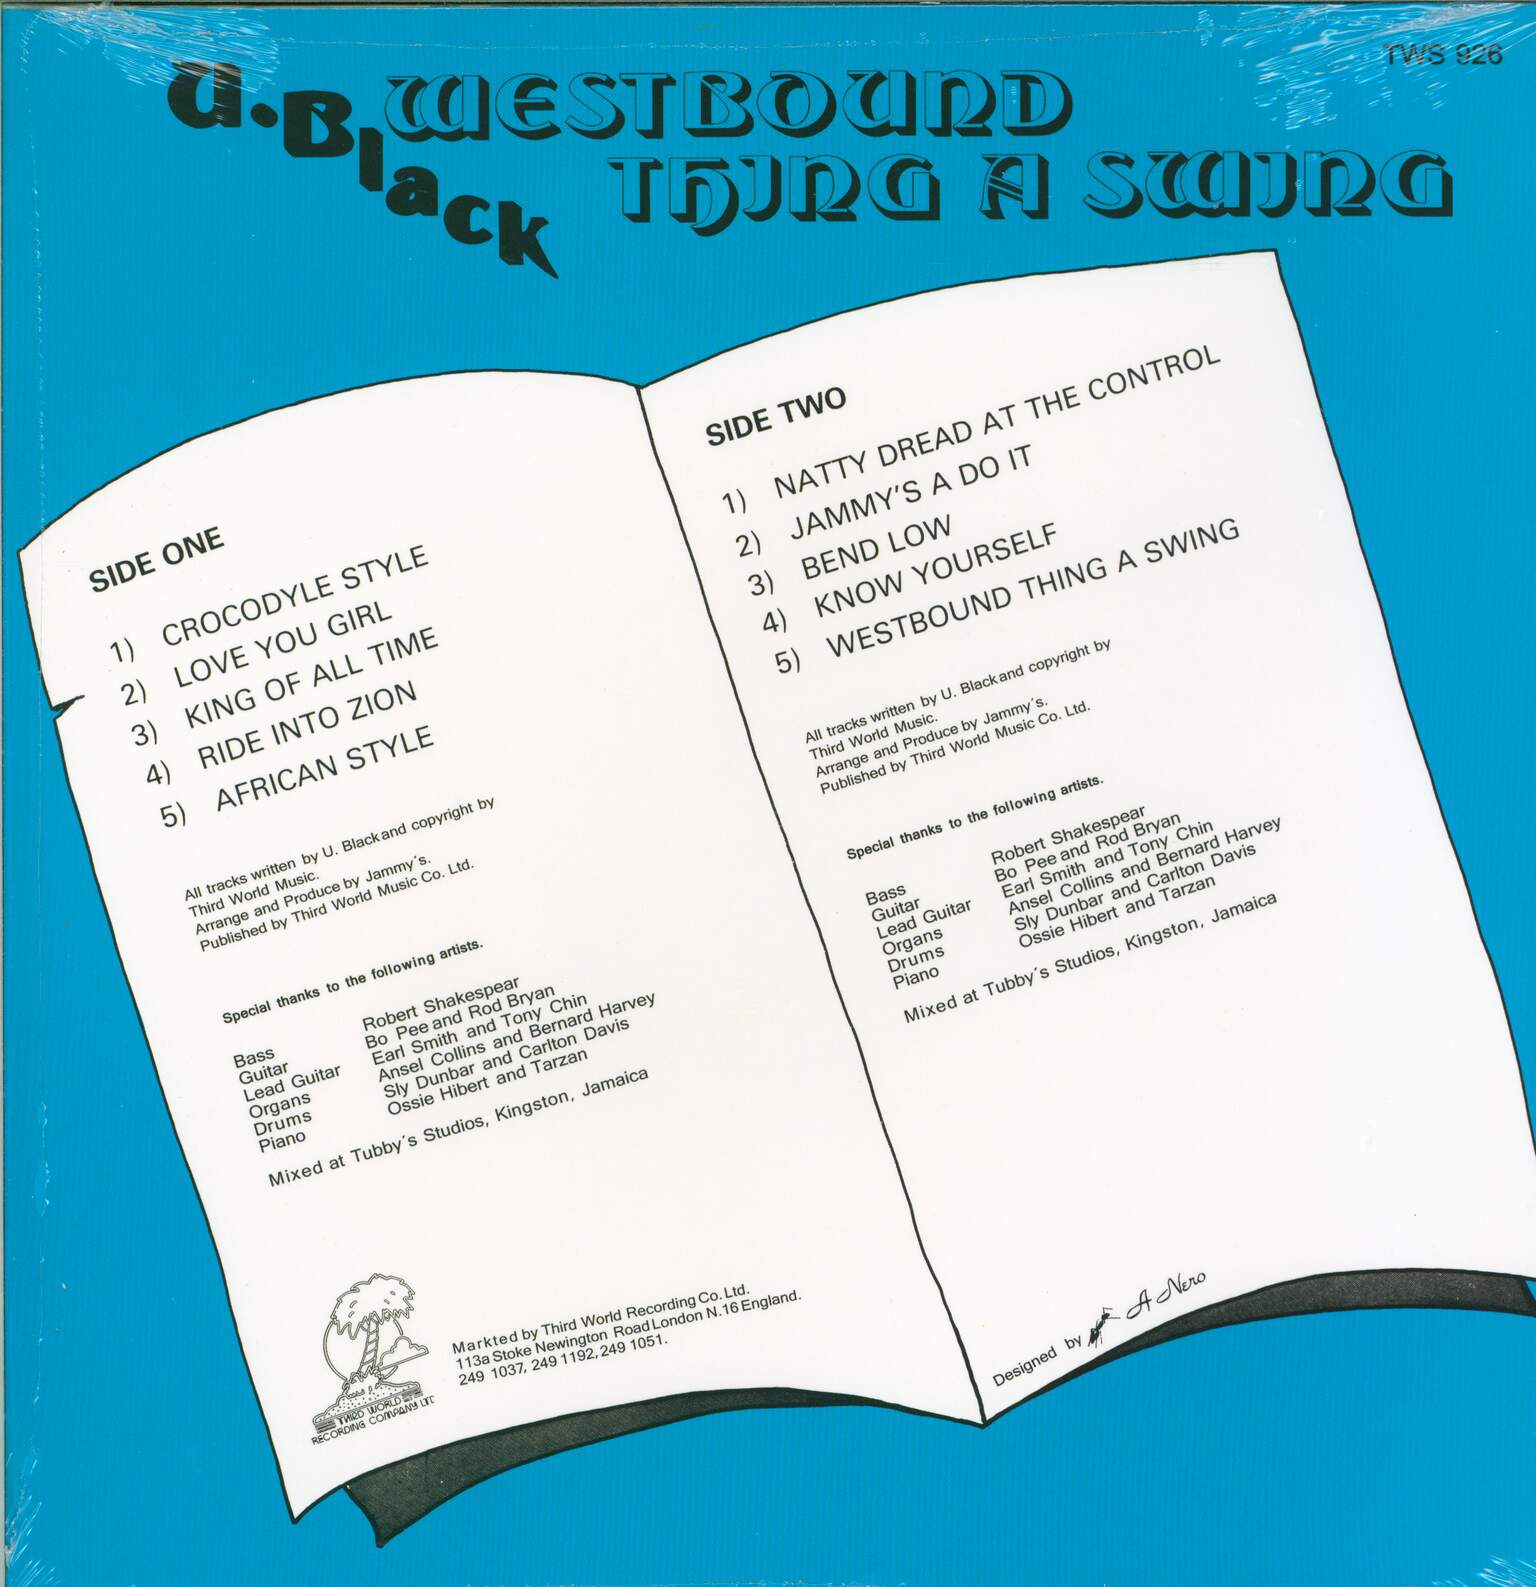 TWS 926
U. Black
WESTBOUND
THING A SWING
SIDE ONE
1) CROCODYLE STYLE
2) LOVE YOU GIRL
3) KING OF ALL TIME
4) RIDE INTO ZION
5) AFRICAN STYLE
All tracks written by U. Black and copyright by
Third World Music.
Arrange and Produce by Jammy's.
Published by Third World Music Co. Ltd.
Special thanks to the following artists.
Bass Robert Shakespear
Guitar Bo Pee and Rod Bryan
Lead Guitar Earl Smith and Tony Chin
Organs Ansel Collins and Bernard Harvey
Drums Sly Dunbar and Carlton Davis
Piano Ossie Hibert and Tarzan
Mixed at Tubby's Studios, Kingston, Jamaica
THIRD WORLD
RECORDING COMPANY LTD
Markted by Third World Recording Co. Ltd.
113a Stoke Newington Road London N.16 England.
249 1037, 249 1192, 249 1051.
SIDE TWO
1) NATTY DREAD AT THE CONTROL
2) JAMMY'S A DO IT
3) BEND LOW
4) KNOW YOURSELF
5) WESTBOUND THING A SWING
All tracks written by U. Black and copyright by
Third World Music.
Arrange and Produce by Jammy's.
Published by Third World Music Co. Ltd.
Special thanks to the following artists.
Bass Robert Shakespear
Guitar Bo Pee and Rod Bryan
Lead Guitar Earl Smith and Tony Chin
Organs Ansel Collins and Bernard Harvey
Drums Sly Dunbar and Carlton Davis
Piano Ossie Hibert and Tarzan
Mixed at Tubby's Studios, Kingston, Jamaica
Designed by A Nero